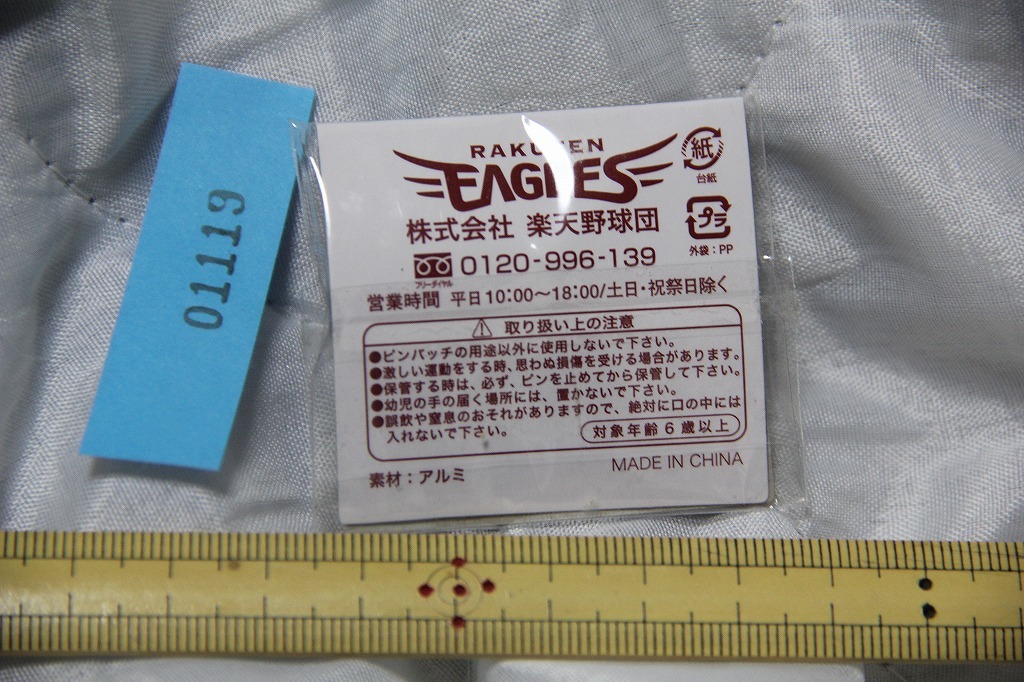 01119
RAKUTEN
EAGLES
紙
台紙
株式会社 楽天野球団
プラ
外袋：PP
フリーダイヤル
0120-996-139
営業時間 平日10:00～18:00/土日・祝祭日除く
取り扱い上の注意
●ピンバッチの用途以外に使用しないで下さい。
●激しい運動をする時、思わぬ損傷を受ける場合があります。
●保管する時は、必ず、ピンを止めてから保管して下さい。
●幼児の手の届く場所には、置かないで下さい。
●誤飲や窒息のおそれがありますので、絶対に口の中には
入れないで下さい。
対象年齢6歳以上
素材：アルミ
MADE IN CHINA